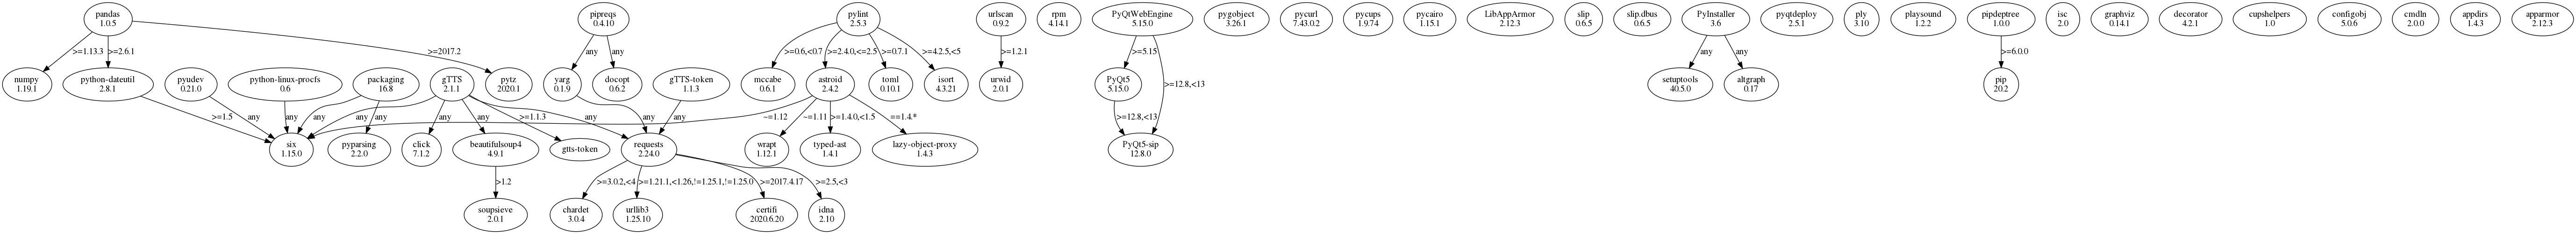 pandas
1.0.5
pipreqs
0.4.10
pylint
2.5.3
urlscan
0.9.2
rpm
4.14.1
PyQtWebEngine
5.15.0
pygobject
3.26.1
pycurl
7.43.0.2
pycups
1.9.74
pycairo
1.15.1
LibAppArmor
2.12.3
slip
0.6.5
slip.dbus
0.6.5
PyInstaller
3.6
pyqtdeploy
2.5.1
ply
3.10
playsound
1.2.2
pipdeptree
1.0.0
isc
2.0
graphviz
0.14.1
decorator
4.2.1
cupshelpers
1.0
configobj
5.0.6
cmdln
2.0.0
appdirs
1.4.3
apparmor
2.12.3
>=1.13.3
>=2.6.1
>=2017.2
any
any
>=0.6,<0.7
>=2.4.0,<=2.5
>=0.7.1
>=4.2.5,<5
>=1.2.1
>=5.15
>=12.8,<13
any
any
>=6.0.0
numpy
1.19.1
python-dateutil
2.8.1
pyudev
0.21.0
python-linux-procfs
0.6
packaging
16.8
gTTS
2.1.1
pytz
2020.1
yarg
0.1.9
docopt
0.6.2
gTTS-token
1.1.3
mccabe
0.6.1
astroid
2.4.2
toml
0.10.1
isort
4.3.21
urwid
2.0.1
PyQt5
5.15.0
setuptools
40.5.0
altgraph
0.17
pip
20.2
>=1.5
any
any
any
any
any
any
any
>=1.1.3
any
any
any
~=1.12
~=1.11
>=1.4.0,<1.5
==1.4.*
>=12.8,<13
six
1.15.0
pyparsing
2.2.0
click
7.1.2
beautifulsoup4
4.9.1
gtts-token
requests
2.24.0
wrapt
1.12.1
typed-ast
1.4.1
lazy-object-proxy
1.4.3
PyQt5-sip
12.8.0
>1.2
>=3.0.2,<4
>=1.21.1,<1.26,!=1.25.1,!=1.25.0
>=2017.4.17
>=2.5,<3
soupsieve
2.0.1
chardet
3.0.4
urllib3
1.25.10
certifi
2020.6.20
idna
2.10